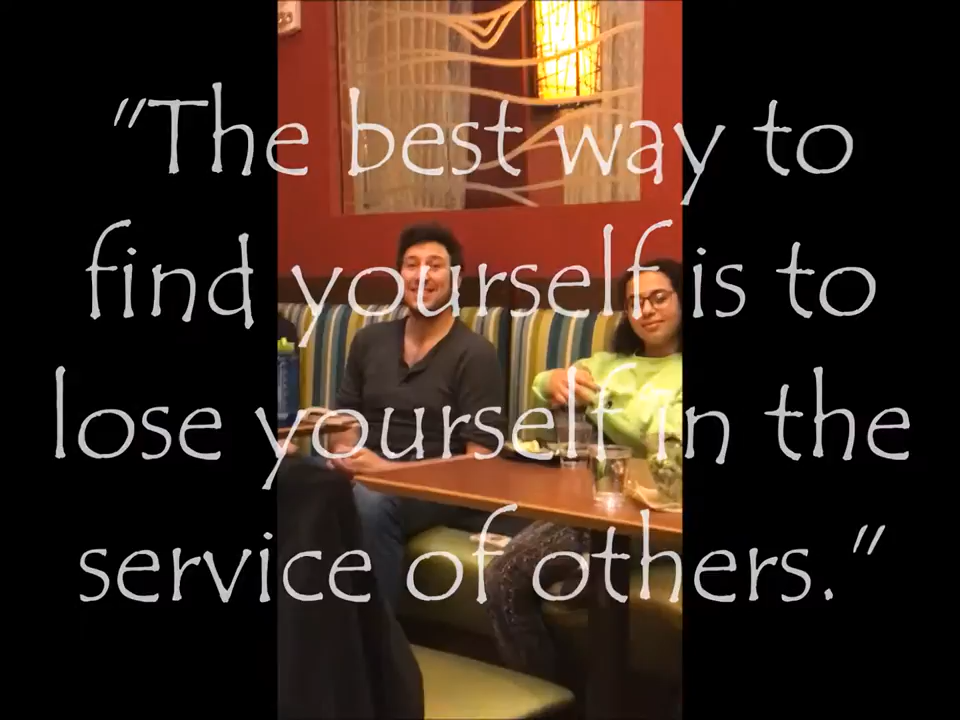 "The best way to
find yourself is to
lose yourself in the
service of others."